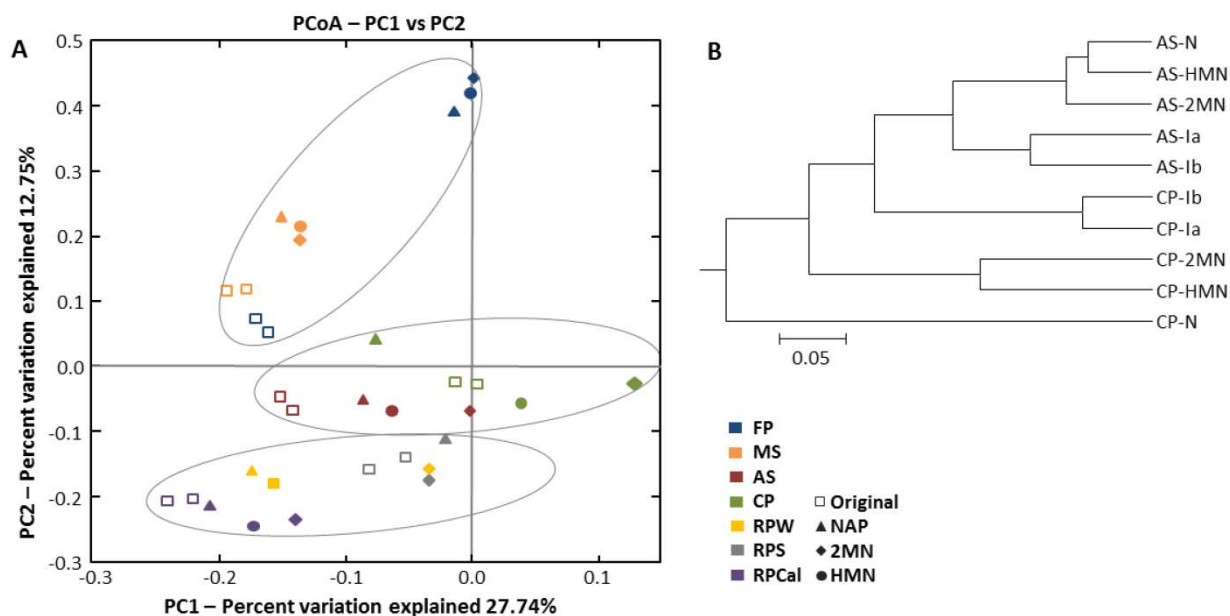 PCoA – PC1 vs PC2
A
0.5
0.4
0.3
0.2
0.1
0.0
-0.1
-0.2
-0.3
-0.3
-0.2
-0.1
0.0
0.1
PC2 – Percent variation explained 12.75%
PC1 – Percent variation explained 27.74%
B
AS-N
AS-HMN
AS-2MN
AS-Ia
AS-Ib
CP-Ib
CP-Ia
CP-2MN
CP-HMN
CP-N
0.05
FP
MS
AS
CP
RPW
RPS
RPCal
Original
NAP
2MN
HMN